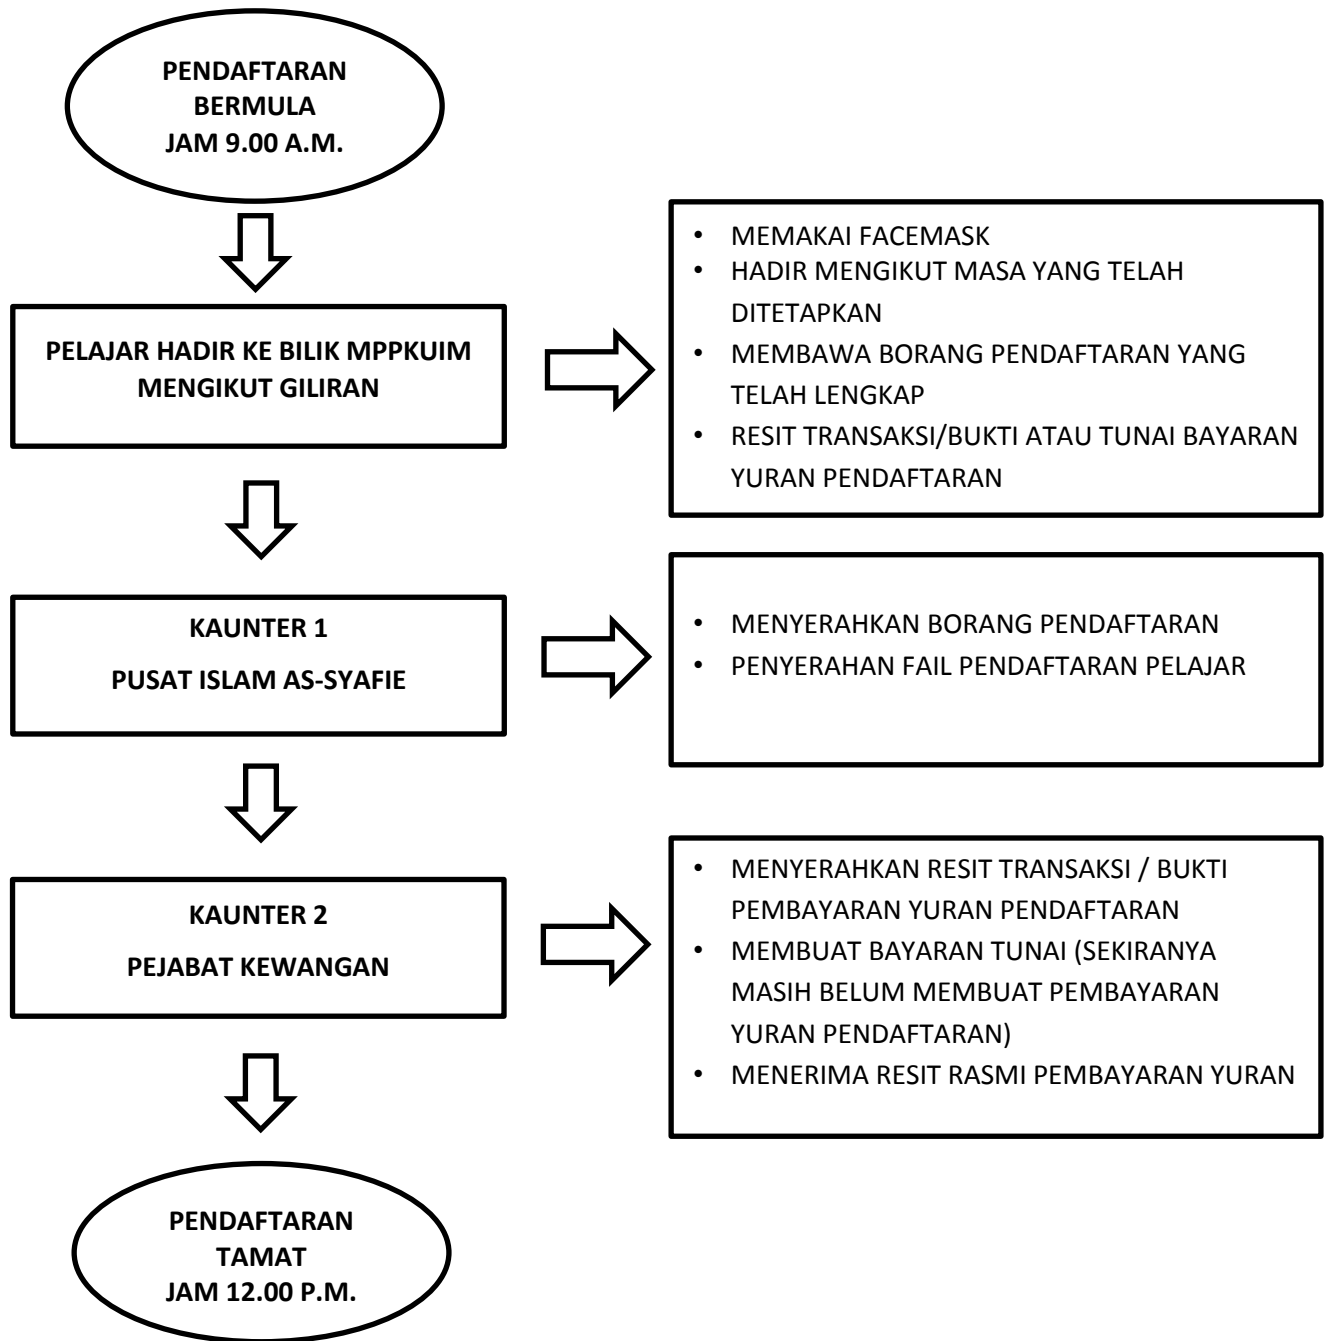 PENDAFTARAN
BERMULA
JAM 9.00 A.M.
PELAJAR HADIR KE BILIK MPPKUIM
MENGIKUT GILIRAN
• MEMAKAI FACEMASK
• HADIR MENGIKUT MASA YANG TELAH
DITETAPKAN
• MEMBAWA BORANG PENDAFTARAN YANG
TELAH LENGKAP
• RESIT TRANSAKSI/BUKTI ATAU TUNAI BAYARAN
YURAN PENDAFTARAN
KAUNTER 1
PUSAT ISLAM AS-SYAFIE
• MENYERAHKAN BORANG PENDAFTARAN
• PENYERAHAN FAIL PENDAFTARAN PELAJAR
KAUNTER 2
PEJABAT KEWANGAN
• MENYERAHKAN RESIT TRANSAKSI / BUKTI
PEMBAYARAN YURAN PENDAFTARAN
• MEMBUAT BAYARAN TUNAI (SEKIRANYA
MASIH BELUM MEMBUAT PEMBAYARAN
YURAN PENDAFTARAN)
• MENERIMA RESIT RASMI PEMBAYARAN YURAN
PENDAFTARAN
TAMAT
JAM 12.00 P.M.